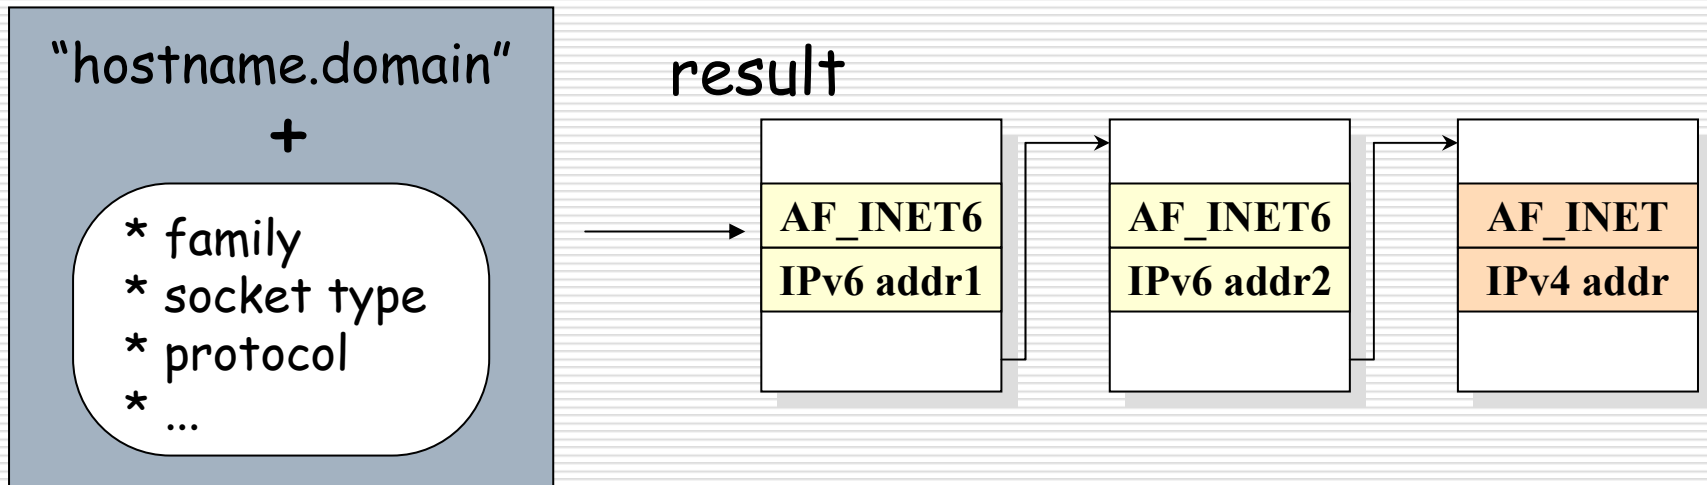 “hostname.domain”
+
* family
* socket type
* protocol
* ...
result
AF_INET6
IPv6 addr1
AF_INET6
IPv6 addr2
AF_INET
IPv4 addr